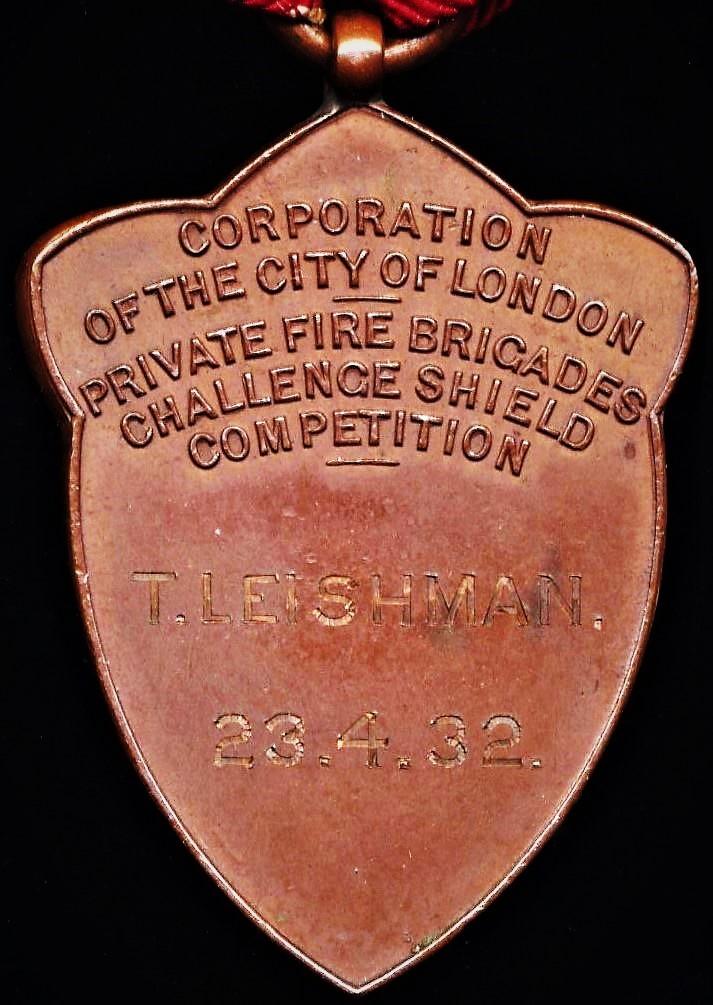 CORPORATION
OF THE CITY OF LONDON
PRIVATE FIRE BRIGADES
CHALLENGE SHIELD
COMPETITION
T. LEISHMAN.
23.4.32.